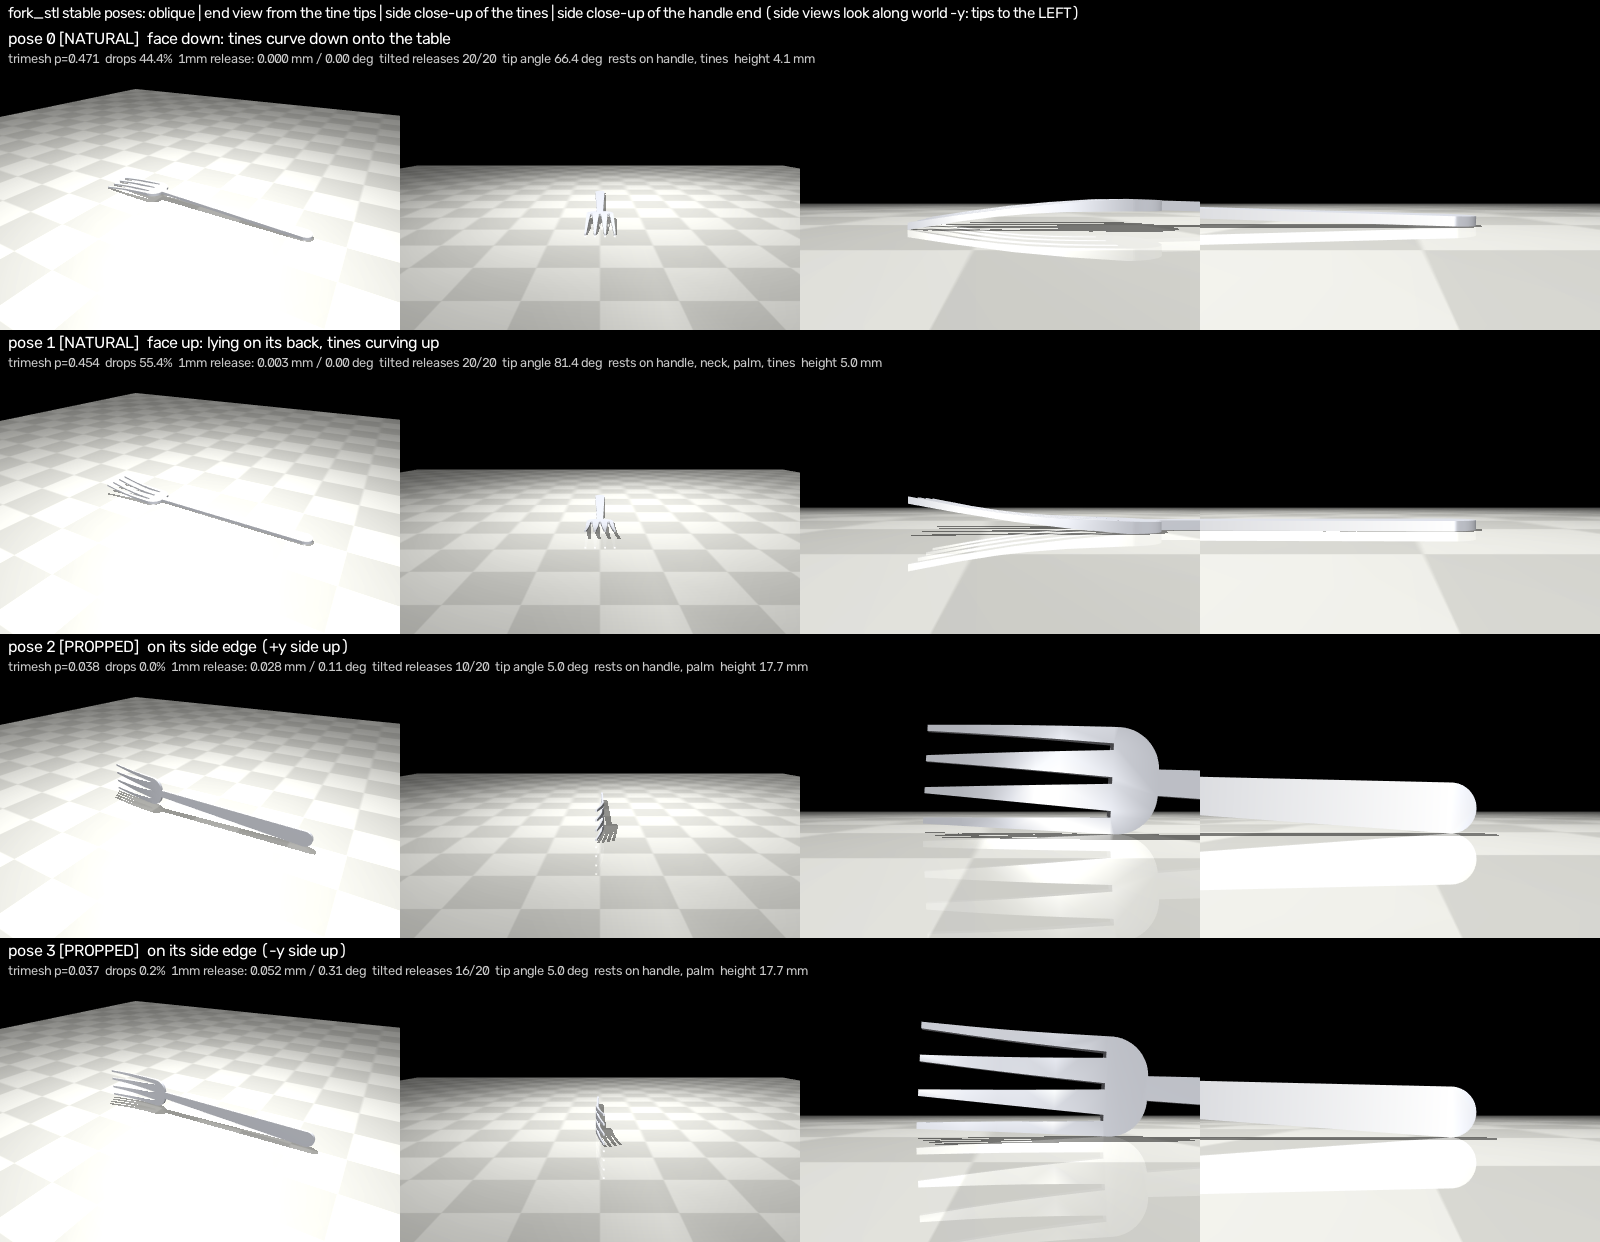 fork_stl stable poses: oblique | end view from the tine tips | side close-up of the tines | side close-up of the handle end (side views look along world -y: tips to the LEFT)
pose 0 [NATURAL]  face down: tines curve down onto the table
trimesh p=0.471  drops 44.4%  1mm release: 0.000 mm / 0.00 deg  tilted releases 20/20  tip angle 66.4 deg  rests on handle, tines  height 4.1 mm
pose 1 [NATURAL]  face up: lying on its back, tines curving up
trimesh p=0.454  drops 55.4%  1mm release: 0.003 mm / 0.00 deg  tilted releases 20/20  tip angle 81.4 deg  rests on handle, neck, palm, tines  height 5.0 mm
pose 2 [PROPPED]  on its side edge (+y side up)
trimesh p=0.038  drops 0.0%  1mm release: 0.028 mm / 0.11 deg  tilted releases 10/20  tip angle 5.0 deg  rests on handle, palm  height 17.7 mm
pose 3 [PROPPED]  on its side edge (-y side up)
trimesh p=0.037  drops 0.2%  1mm release: 0.052 mm / 0.31 deg  tilted releases 16/20  tip angle 5.0 deg  rests on handle, palm  height 17.7 mm